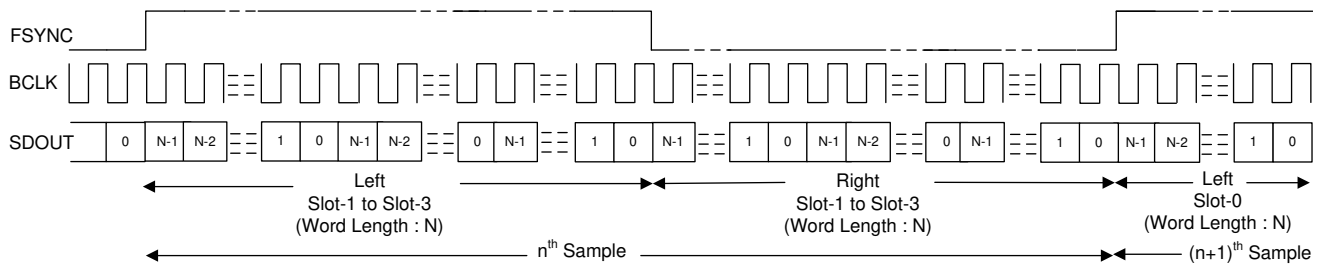 FSYNC
BCLK
SDOUT 0 N-1 N-2 1 0 N-1 N-2 0 N-1 1 0 N-1 1 0 N-1 N-2 0 N-1 1 0 N-1 N-2 1 0
Left
Slot-1 to Slot-3
(Word Length : N)
Right
Slot-1 to Slot-3
(Word Length : N)
Left
Slot-0
(Word Length : N)
nth Sample
(n+1)th Sample